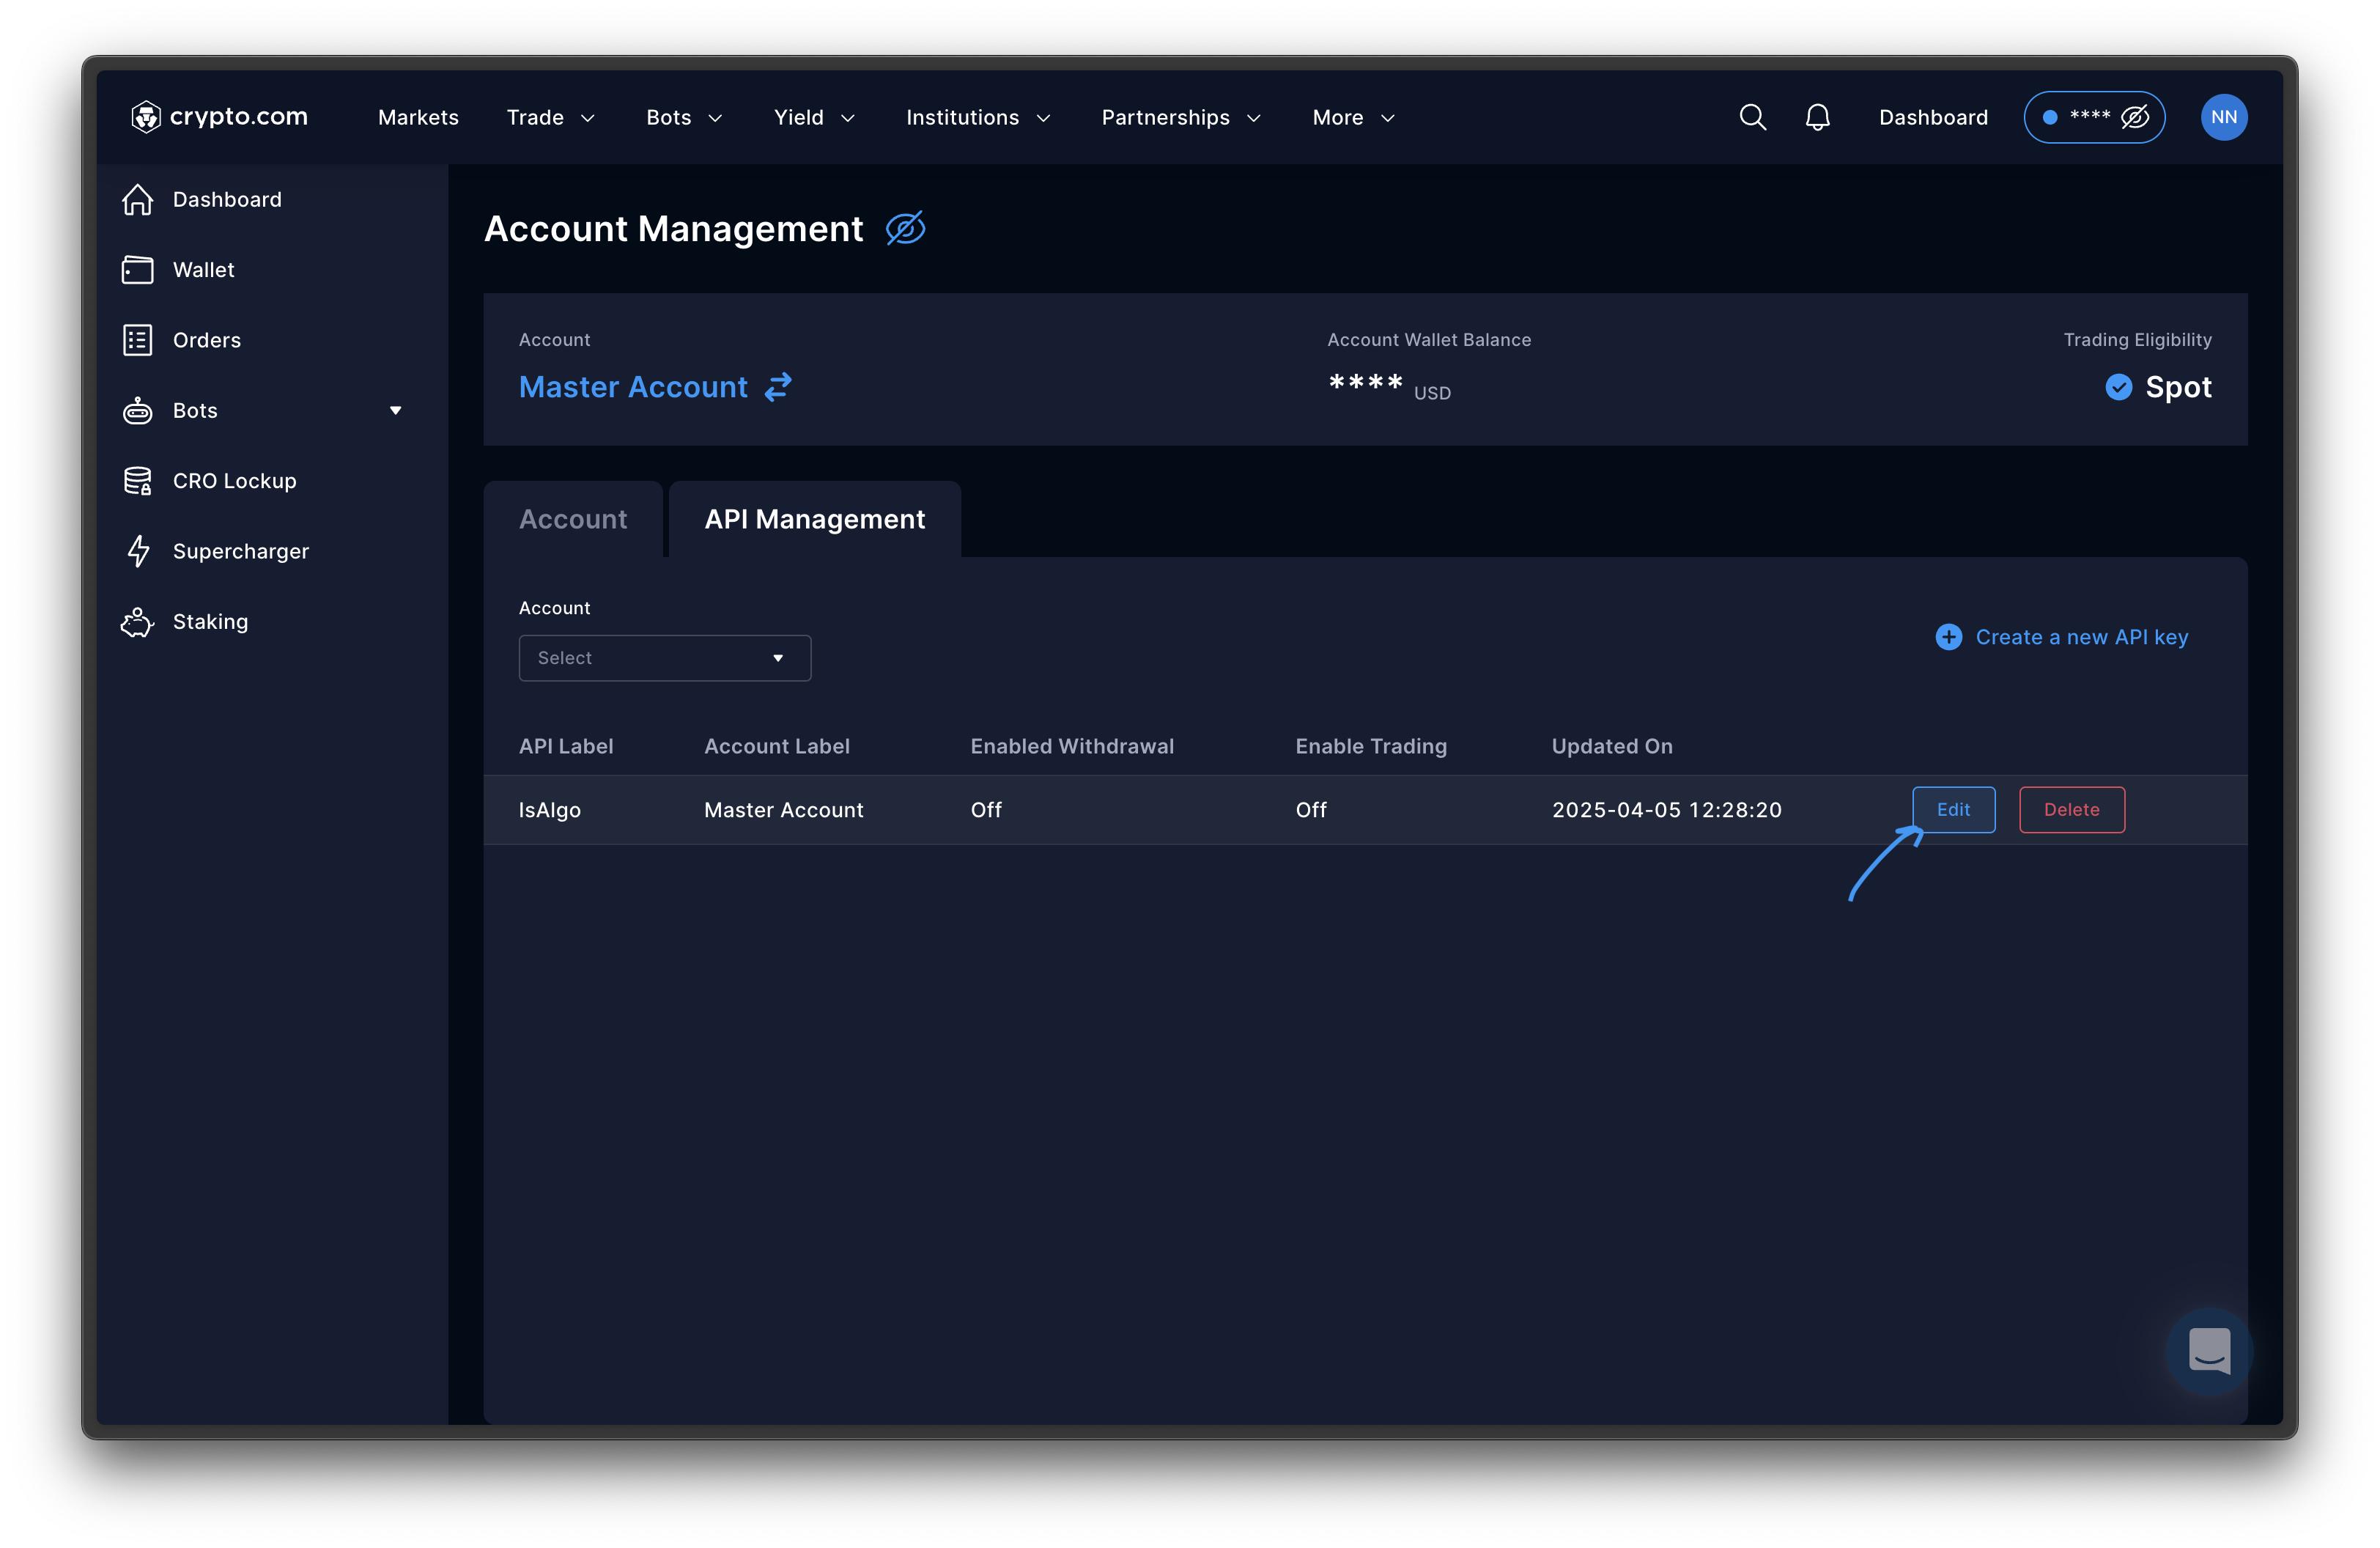 crypto.com Markets Trade Bots Yield Institutions Partnerships More Dashboard **** NN
Dashboard
Wallet
Orders
Bots
CRO Lockup
Supercharger
Staking
Account Management
Account Account Wallet Balance Trading Eligibility
Master Account **** USD Spot
Account API Management
Account
Select
Create a new API key
API Label Account Label Enabled Withdrawal Enable Trading Updated On
IsAlgo Master Account Off Off 2025-04-05 12:28:20 Edit Delete